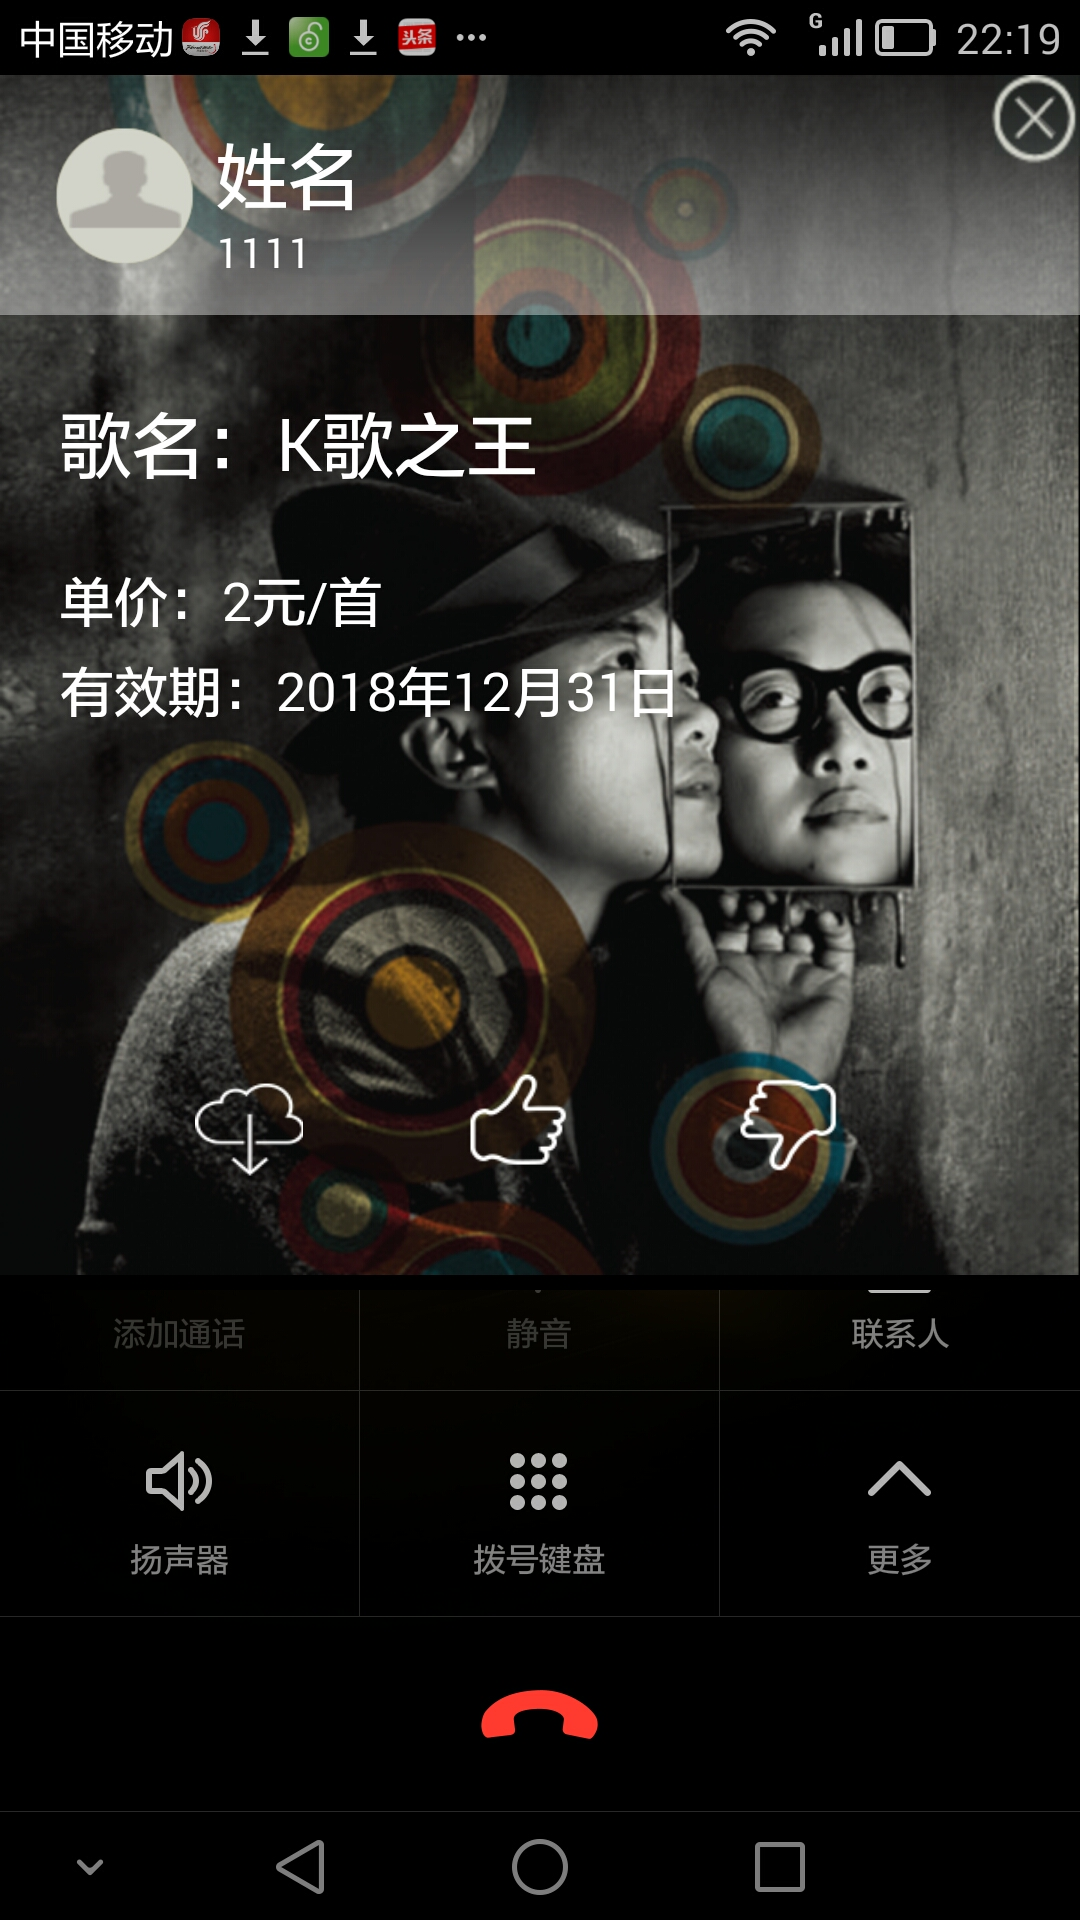 中国移动
头条
G
22:19
姓名
1111
歌名：K歌之王
单价：2元/首
有效期：2018年12月31日
添加通话
静音
联系人
扬声器
拨号键盘
更多